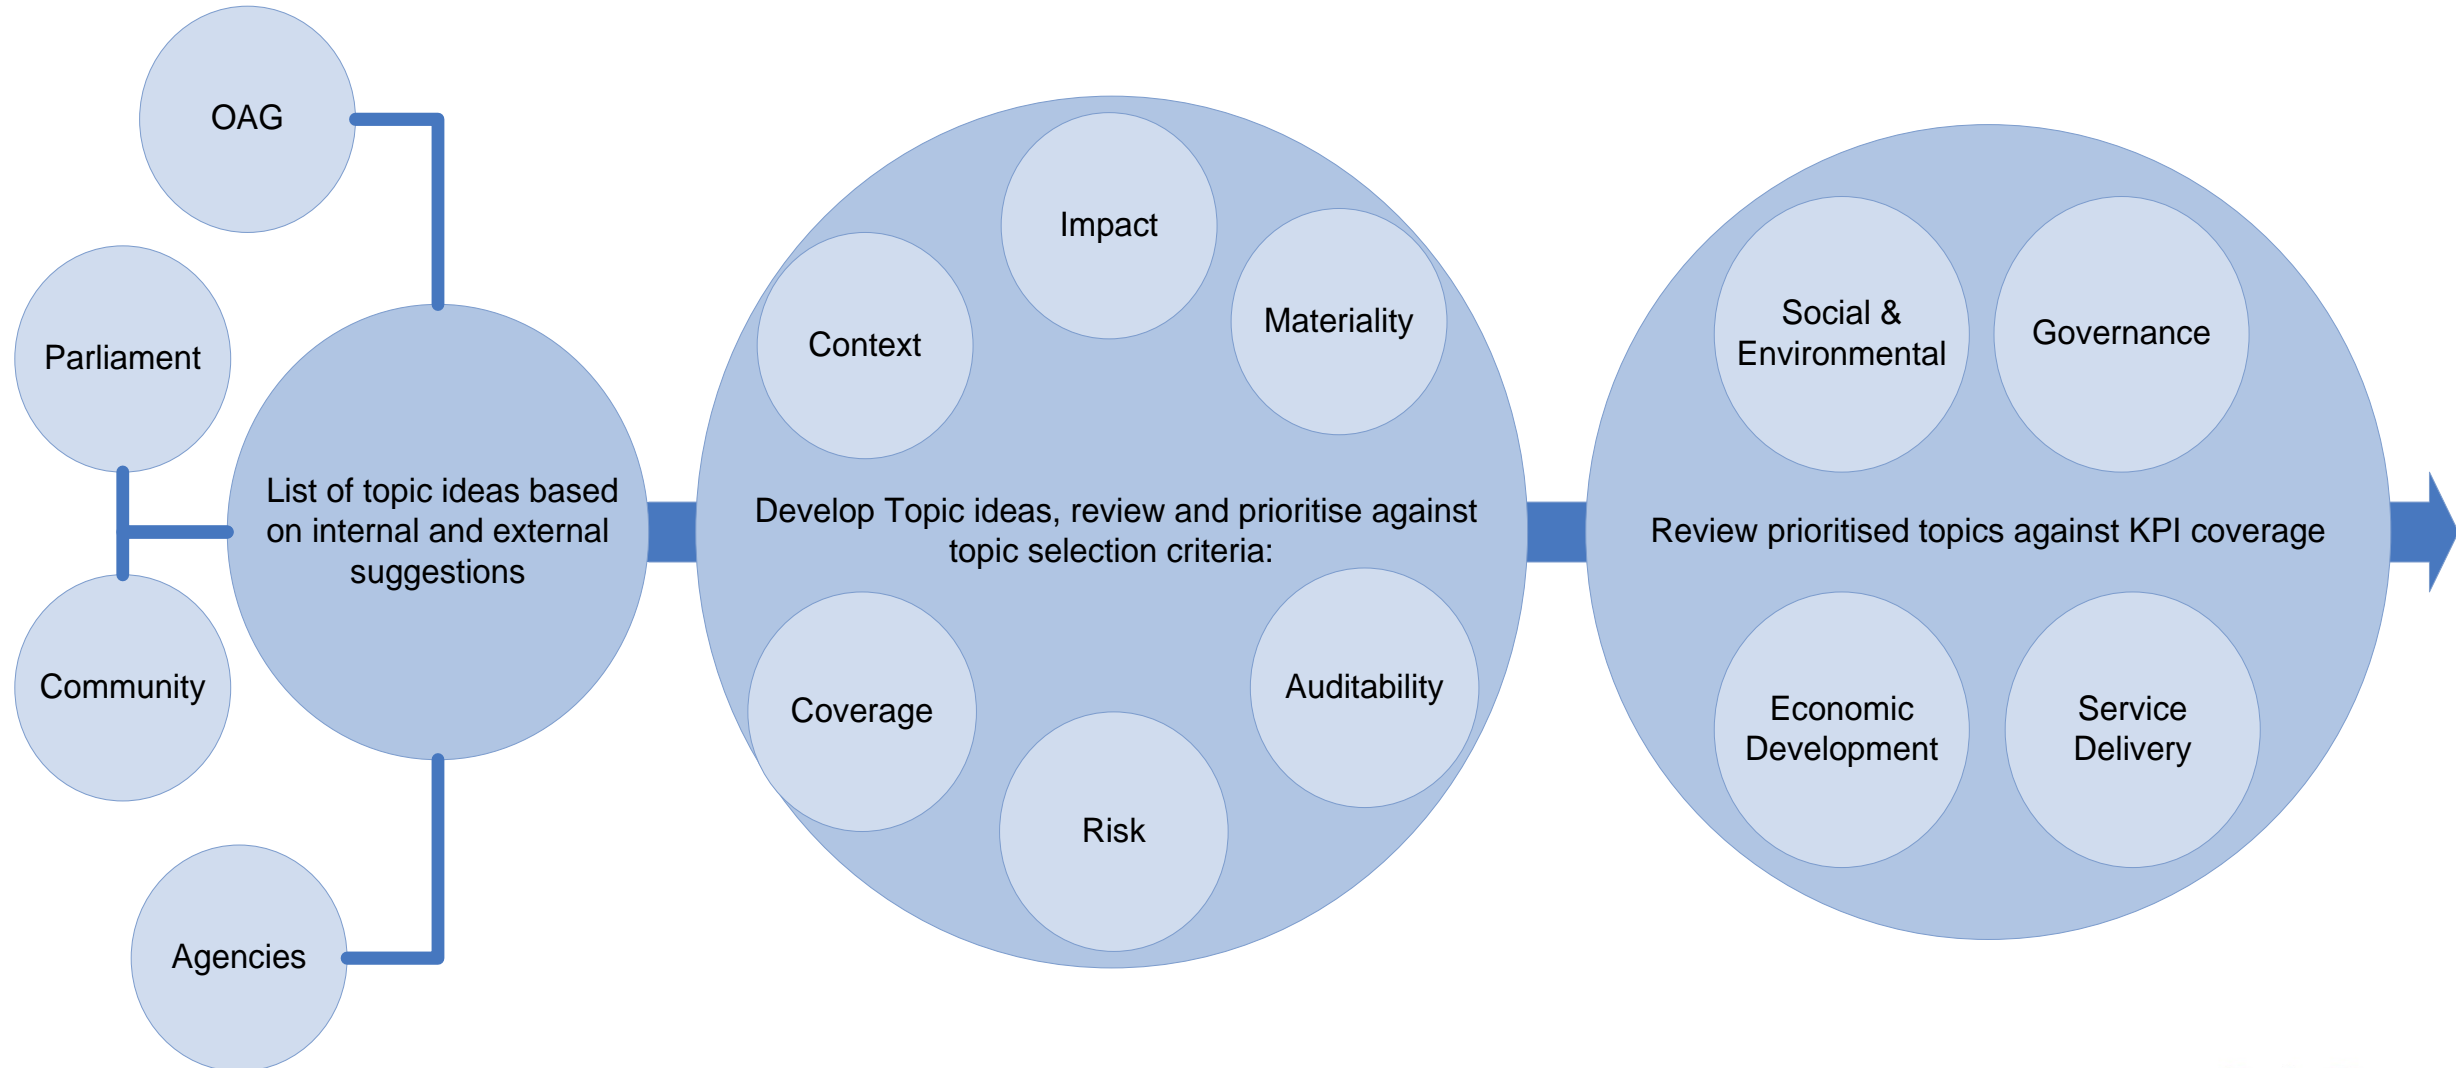 OAG
Parliament
List of topic ideas based
on internal and external
suggestions
Community
Agencies
Impact
Materiality
Context
Develop Topic ideas, review and prioritise against
topic selection criteria:
Coverage
Auditability
Risk
Social &
Environmental
Governance
Review prioritised topics against KPI coverage
Economic
Development
Service
Delivery